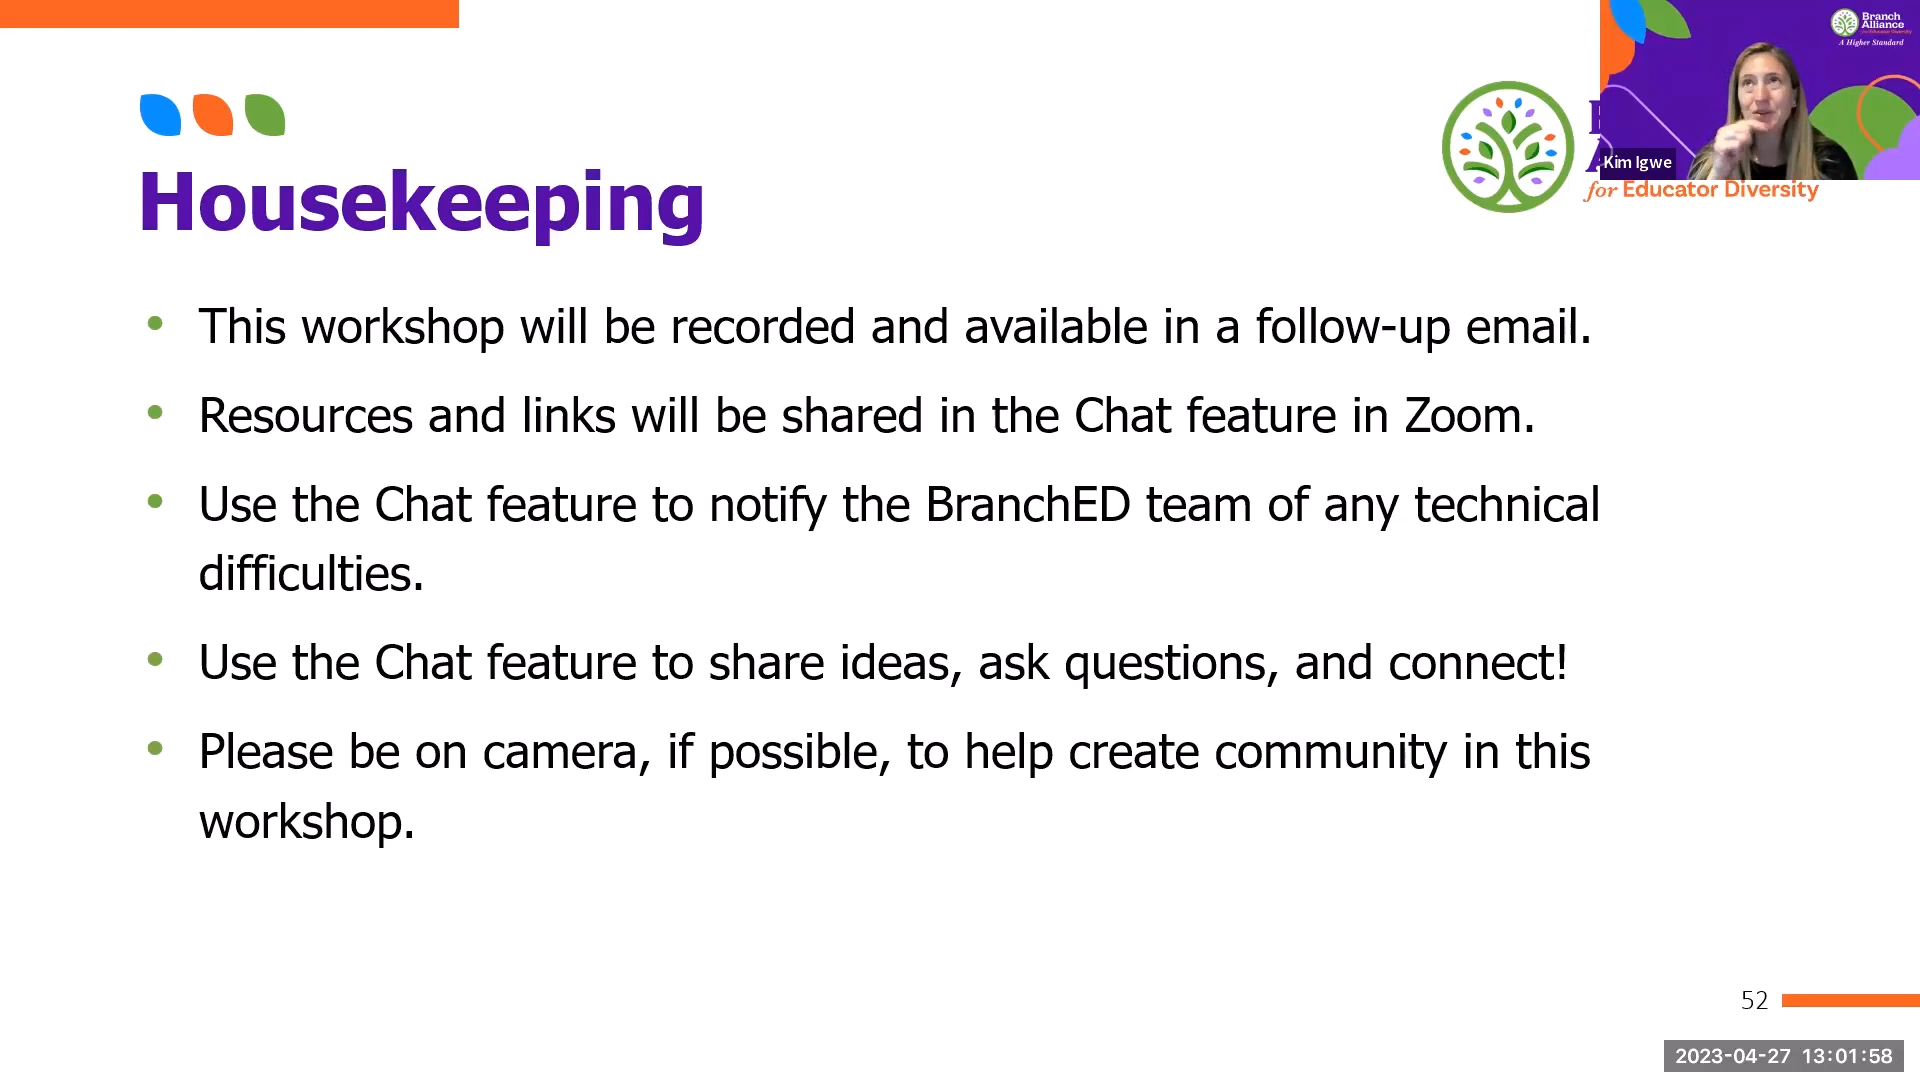 Housekeeping
Branch
Alliance
for Educator Diversity
A Higher Standard
Kim Igwe
for Educator Diversity
• This workshop will be recorded and available in a follow-up email.
• Resources and links will be shared in the Chat feature in Zoom.
• Use the Chat feature to notify the BranchED team of any technical
difficulties.
• Use the Chat feature to share ideas, ask questions, and connect!
• Please be on camera, if possible, to help create community in this
workshop.
52
2023-04-27 13:01:58